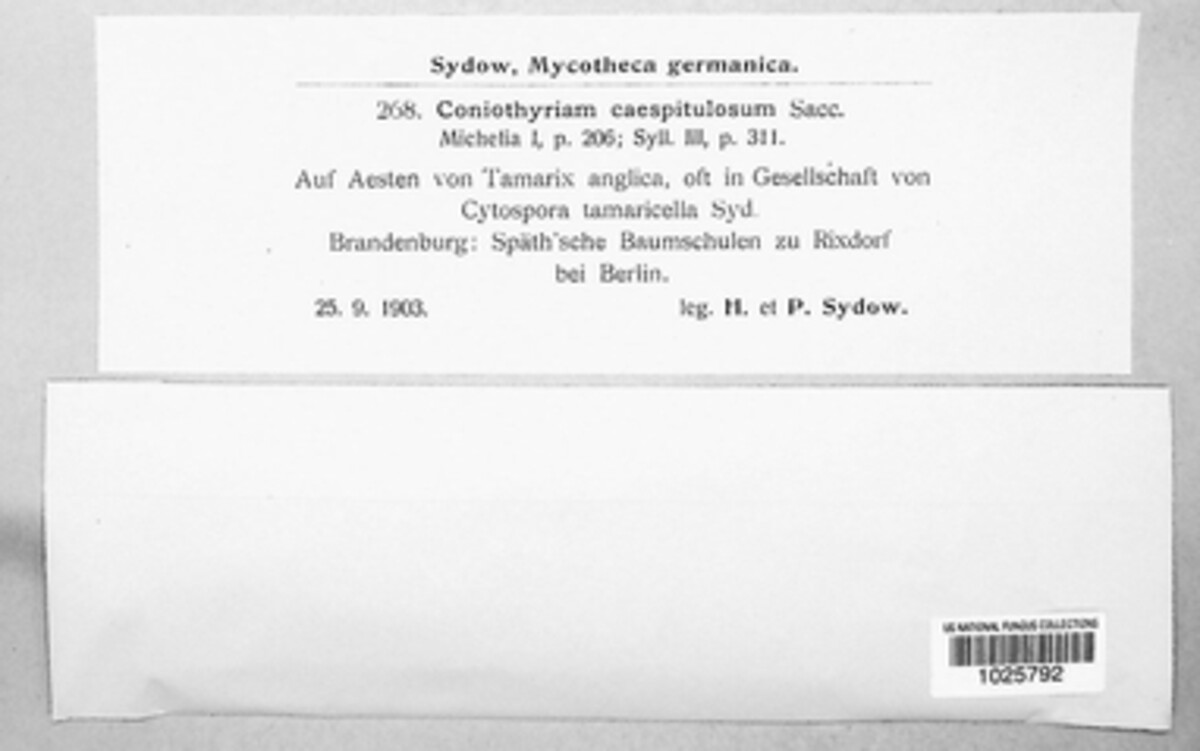 Sydow, Mycotheca germanica.
268. Coniothyriam caespitulosum Sacc.
Michelia I, p. 206; Syll. III, p. 311.
Auf Aesten von Tamarix anglica, oft in Gesellschaft von
Cytospora tamaricella Syd.
Brandenburg: Späth'sche Baumschulen zu Rixdorf
bei Berlin.
25. 9. 1903. leg. H. et P. Sydow.
US NATIONAL FUNGUS COLLECTIONS
1025792